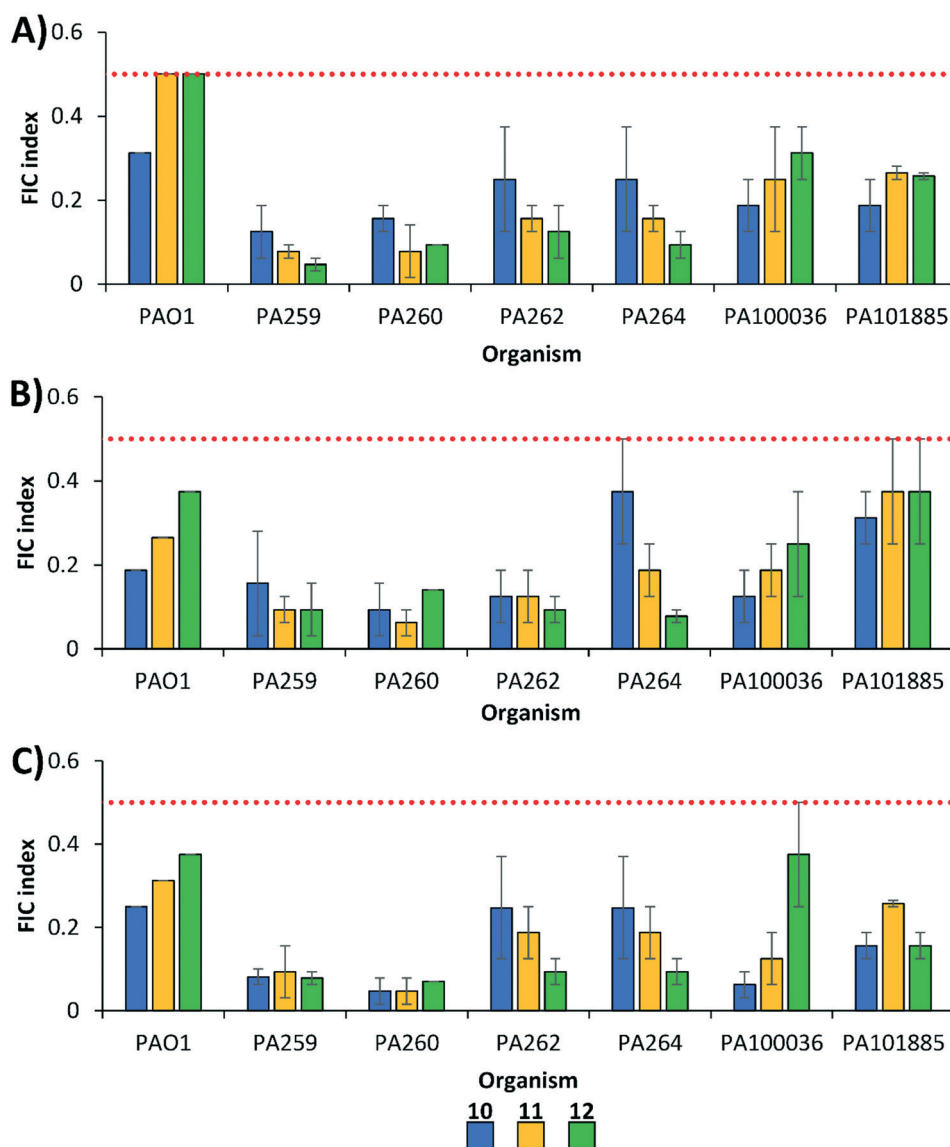 A)
0.6
0.4
0.2
0
FIC index
PAO1 PA259 PA260 PA262 PA264 PA100036 PA101885
Organism
B)
0.6
0.4
0.2
0
FIC index
PAO1 PA259 PA260 PA262 PA264 PA100036 PA101885
Organism
C)
0.6
0.4
0.2
0
FIC index
PAO1 PA259 PA260 PA262 PA264 PA100036 PA101885
Organism
10 11 12